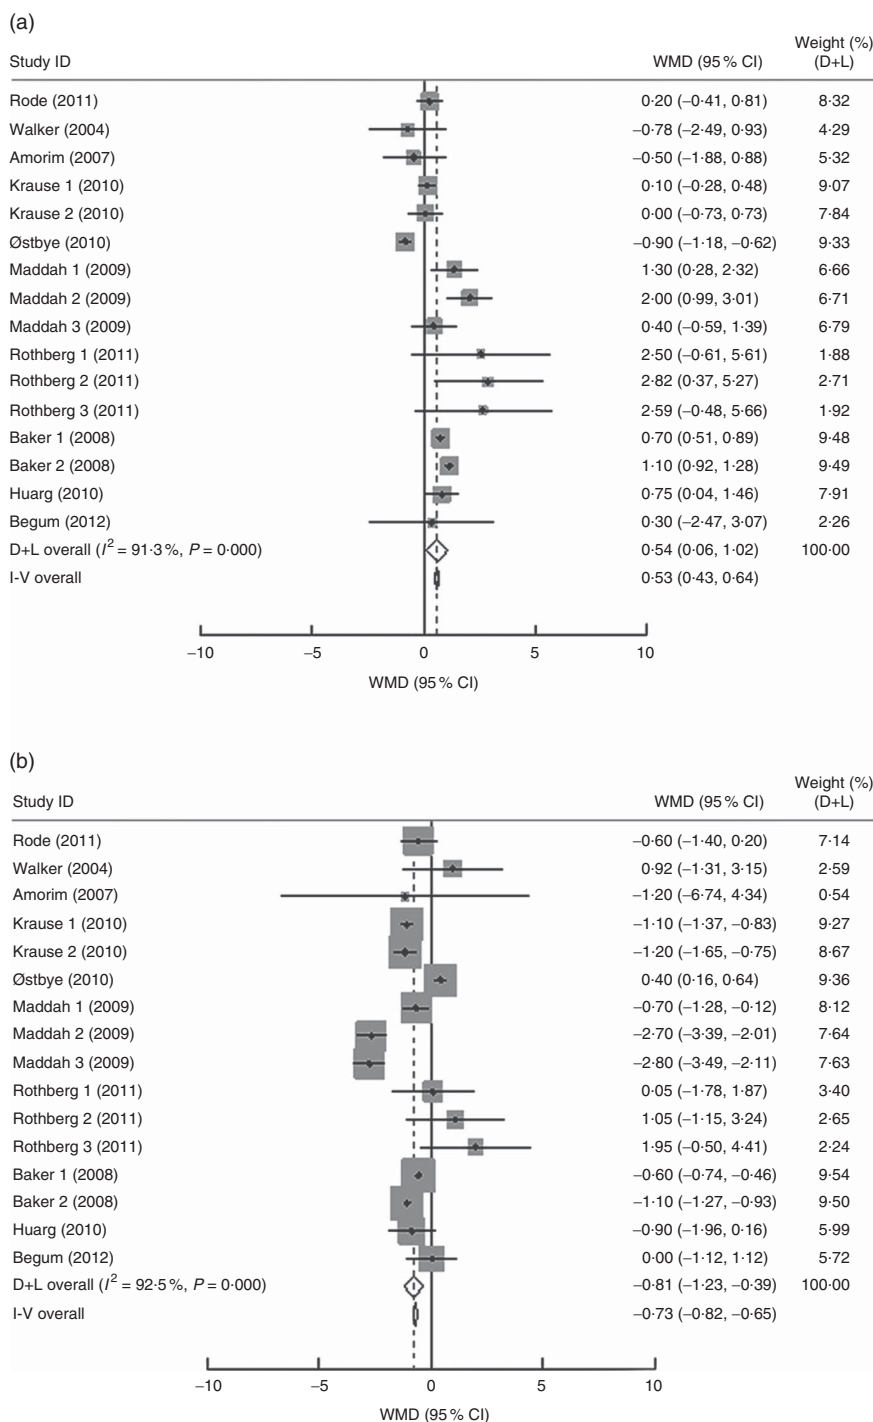 (a)
Weight (%)
Study ID WMD (95 % CI) (D+L)
Rode (2011) 0·20 (−0·41, 0·81) 8·32
Walker (2004) −0·78 (−2·49, 0·93) 4·29
Amorim (2007) −0·50 (−1·88, 0·88) 5·32
Krause 1 (2010) 0·10 (−0·28, 0·48) 9·07
Krause 2 (2010) 0·00 (−0·73, 0·73) 7·84
Østbye (2010) −0·90 (−1·18, −0·62) 9·33
Maddah 1 (2009) 1·30 (0·28, 2·32) 6·66
Maddah 2 (2009) 2·00 (0·99, 3·01) 6·71
Maddah 3 (2009) 0·40 (−0·59, 1·39) 6·79
Rothberg 1 (2011) 2·50 (−0·61, 5·61) 1·88
Rothberg 2 (2011) 2·82 (0·37, 5·27) 2·71
Rothberg 3 (2011) 2·59 (−0·48, 5·66) 1·92
Baker 1 (2008) 0·70 (0·51, 0·89) 9·48
Baker 2 (2008) 1·10 (0·92, 1·28) 9·49
Huarg (2010) 0·75 (0·04, 1·46) 7·91
Begum (2012) 0·30 (−2·47, 3·07) 2·26
D+L overall (I² = 91·3 %, P = 0·000) 0·54 (0·06, 1·02) 100·00
I-V overall 0·53 (0·43, 0·64)
−10 −5 0 5 10
WMD (95 % CI)
(b)
Weight (%)
Study ID WMD (95 % CI) (D+L)
Rode (2011) −0·60 (−1·40, 0·20) 7·14
Walker (2004) 0·92 (−1·31, 3·15) 2·59
Amorim (2007) −1·20 (−6·74, 4·34) 0·54
Krause 1 (2010) −1·10 (−1·37, −0·83) 9·27
Krause 2 (2010) −1·20 (−1·65, −0·75) 8·67
Østbye (2010) 0·40 (0·16, 0·64) 9·36
Maddah 1 (2009) −0·70 (−1·28, −0·12) 8·12
Maddah 2 (2009) −2·70 (−3·39, −2·01) 7·64
Maddah 3 (2009) −2·80 (−3·49, −2·11) 7·63
Rothberg 1 (2011) 0·05 (−1·78, 1·87) 3·40
Rothberg 2 (2011) 1·05 (−1·15, 3·24) 2·65
Rothberg 3 (2011) 1·95 (−0·50, 4·41) 2·24
Baker 1 (2008) −0·60 (−0·74, −0·46) 9·54
Baker 2 (2008) −1·10 (−1·27, −0·93) 9·50
Huarg (2010) −0·90 (−1·96, 0·16) 5·99
Begum (2012) 0·00 (−1·12, 1·12) 5·72
D+L overall (I² = 92·5 %, P = 0·000) −0·81 (−1·23, −0·39) 100·00
I-V overall −0·73 (−0·82, −0·65)
−10 −5 0 5 10
WMD (95 % CI)